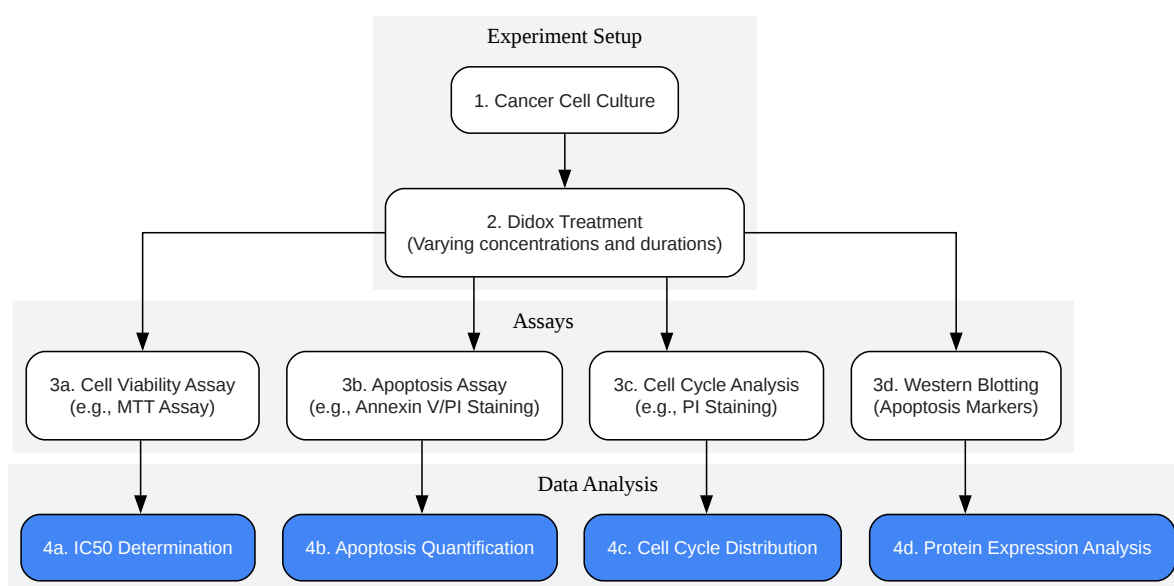 Experiment Setup
1. Cancer Cell Culture
2. Didox Treatment
(Varying concentrations and durations)
Assays
3a. Cell Viability Assay
(e.g., MTT Assay)
3b. Apoptosis Assay
(e.g., Annexin V/PI Staining)
3c. Cell Cycle Analysis
(e.g., PI Staining)
3d. Western Blotting
(Apoptosis Markers)
Data Analysis
4a. IC50 Determination
4b. Apoptosis Quantification
4c. Cell Cycle Distribution
4d. Protein Expression Analysis